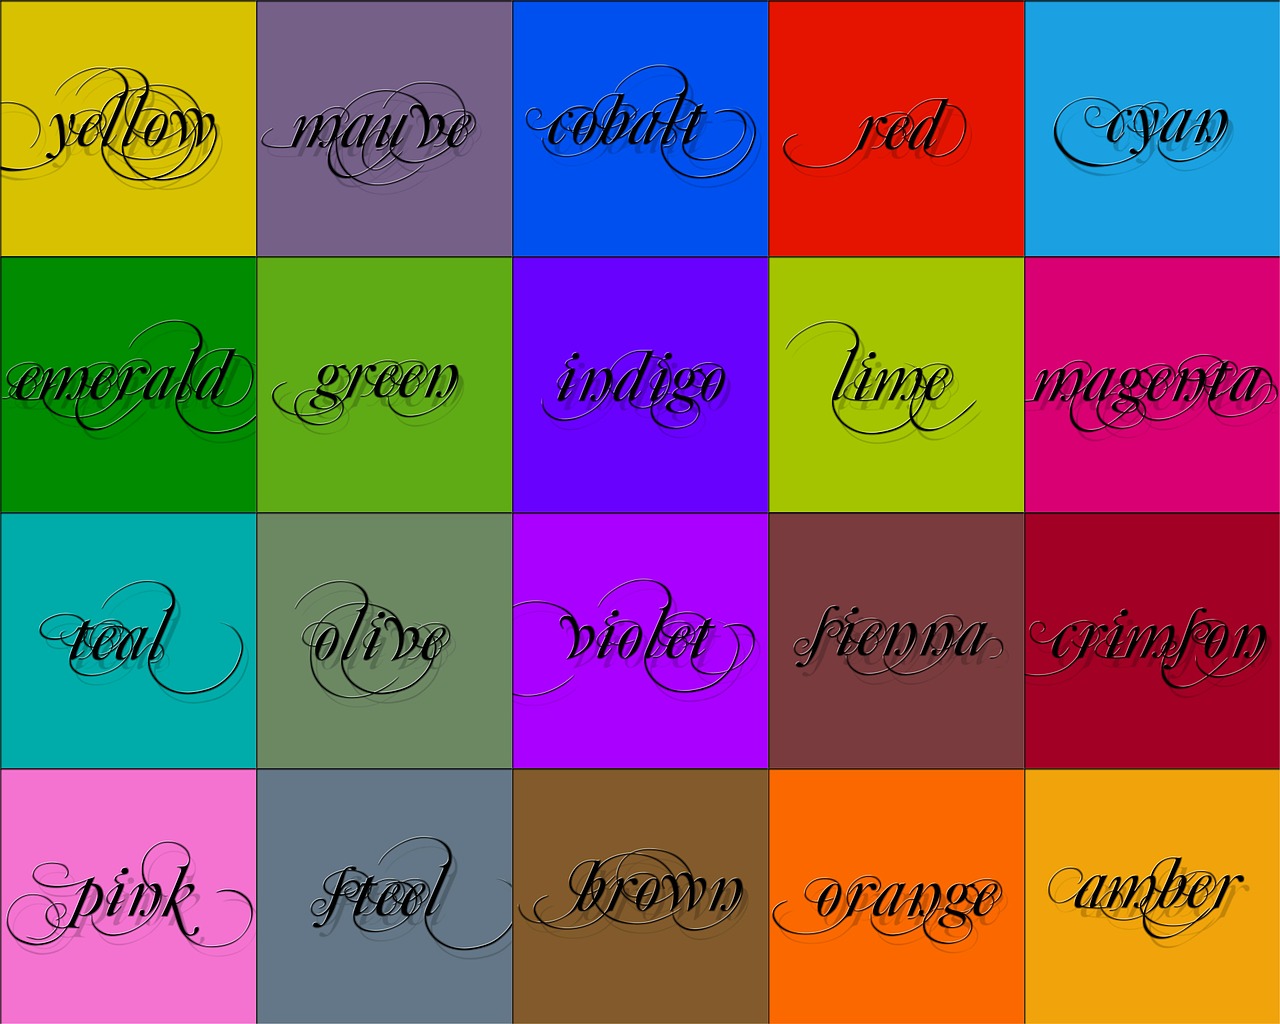 yellow mauve cobalt red cyan
emerald green indigo lime magenta
teal olive violet sienna crimson
pink steel brown orange amber